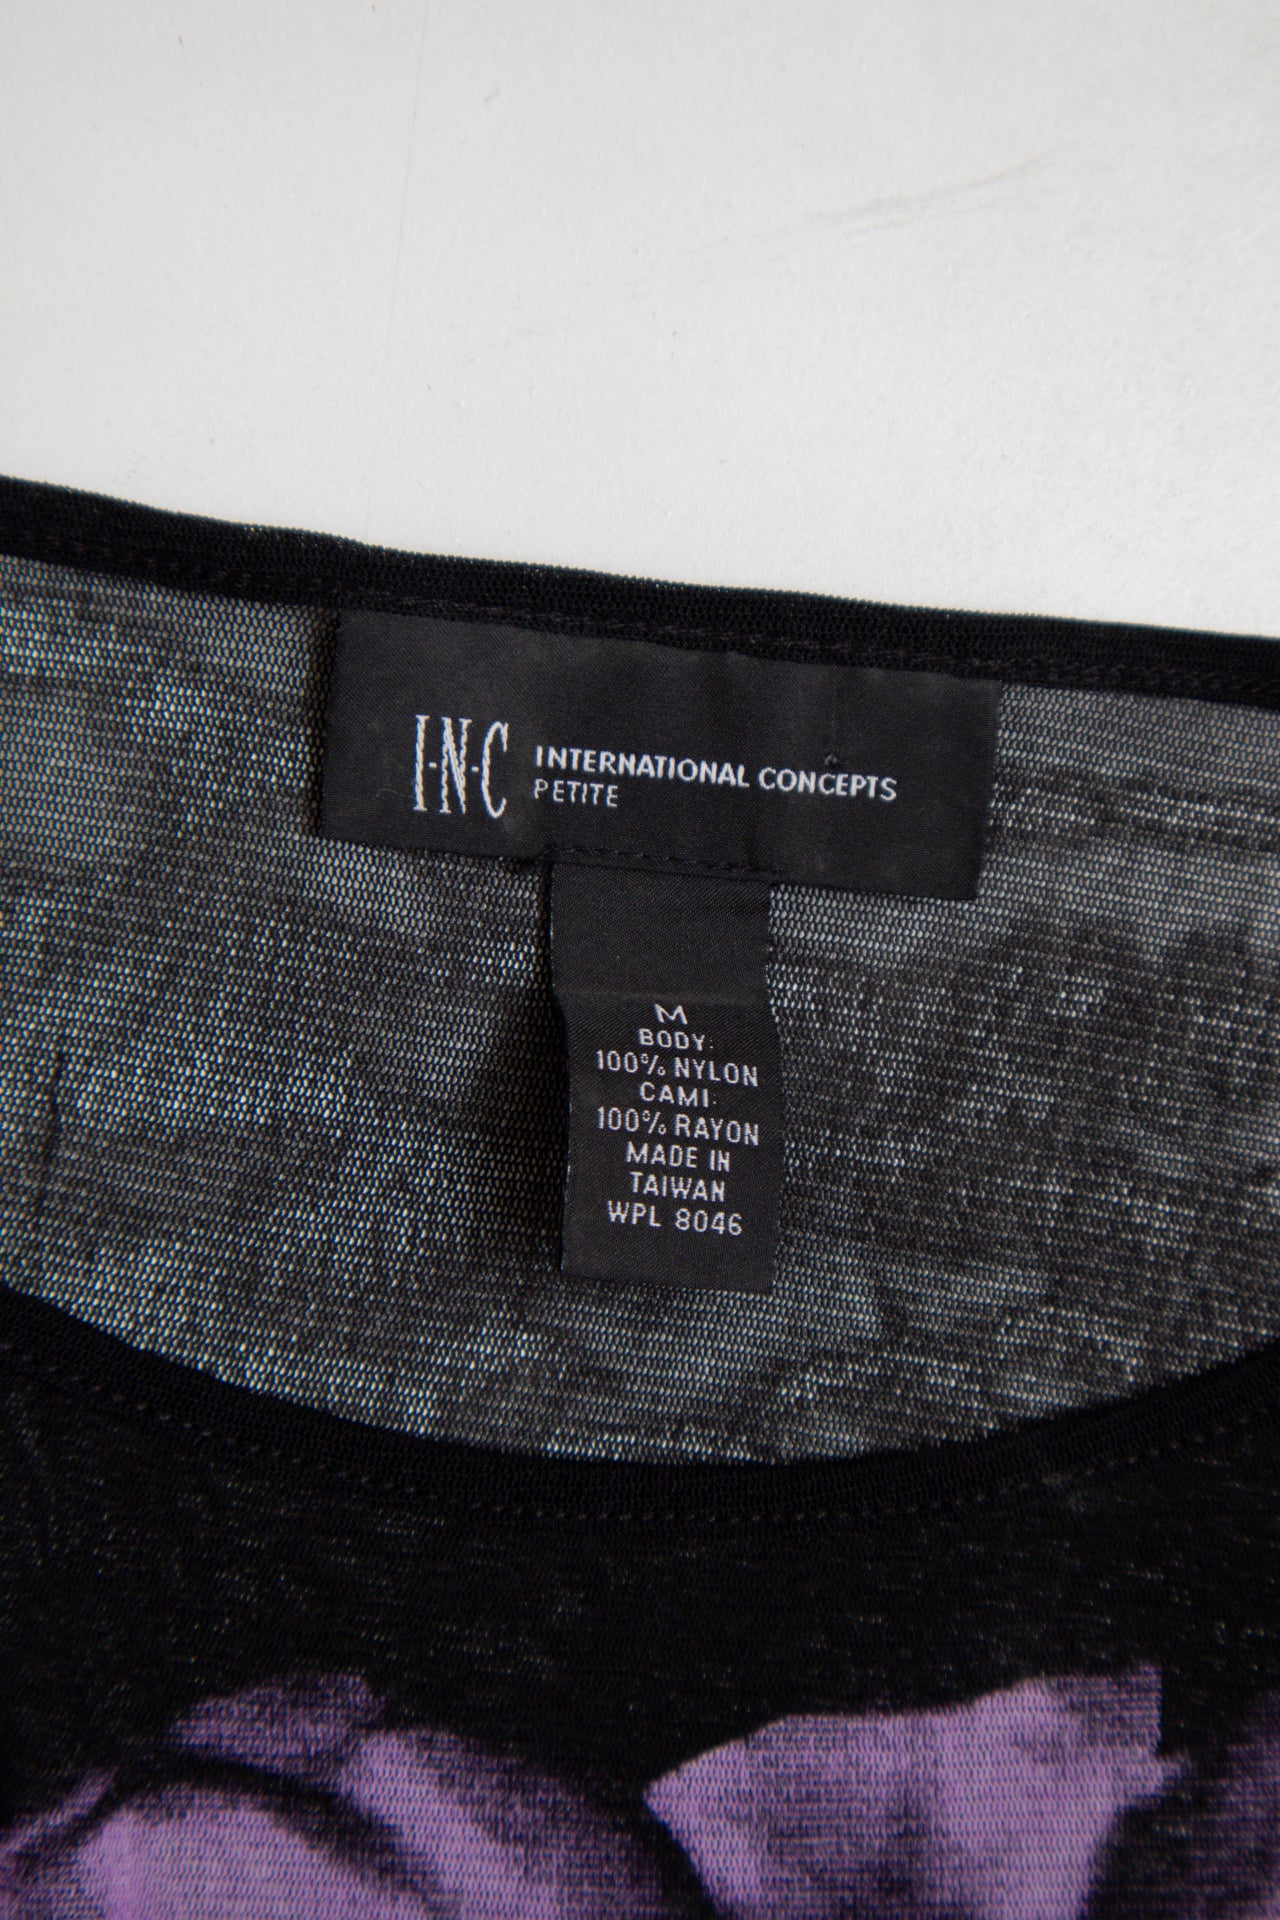 I·N·C INTERNATIONAL CONCEPTS
PETITE
M
BODY:
100% NYLON
CAMI:
100% RAYON
MADE IN
TAIWAN
WPL 8046